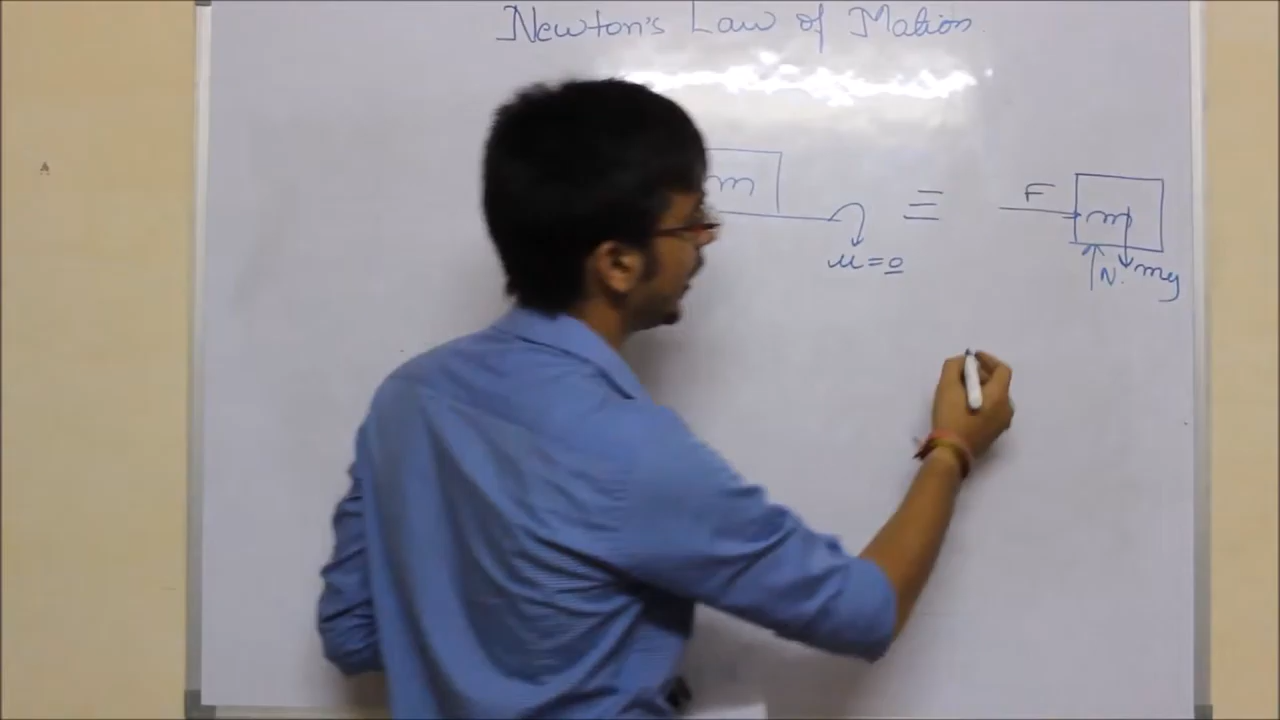 Newton's Law of Motion
m
μ = 0
≡
F
m
N.
mg